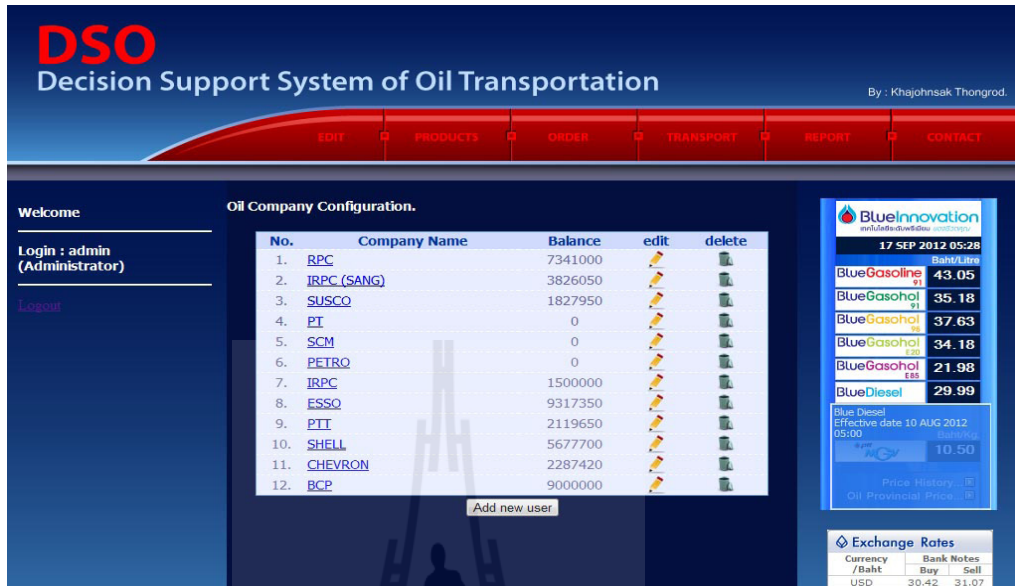 DSO
Decision Support System of Oil Transportation
By : Khajohnsak Thongrod.
EDIT PRODUCTS ORDER TRANSPORT REPORT CONTACT
Welcome
Login : admin
(Administrator)
Logout
Oil Company Configuration.
No. Company Name Balance edit delete
1. RPC 7341000
2. IRPC (SANG) 3826050
3. SUSCO 1827950
4. PT 0
5. SCM 0
6. PETRO 0
7. IRPC 1500000
8. ESSO 9317350
9. PTT 2119650
10. SHELL 5677700
11. CHEVRON 2287420
12. BCP 9000000
Add new user
BlueInnovation
17 SEP 2012 05:28
Baht/Litre
BlueGasoline 91 43.05
BlueGasohol 91 35.18
BlueGasohol 95 37.63
BlueGasohol E20 34.18
BlueGasohol E85 21.98
BlueDiesel 29.99
Blue Diesel
Effective date 10 AUG 2012
05:00
Baht/Kg.
NGV 10.50
Price History...
Oil Provincial Price...
Exchange Rates
Currency /Baht Bank Notes
Buy Sell
USD 30.42 31.07